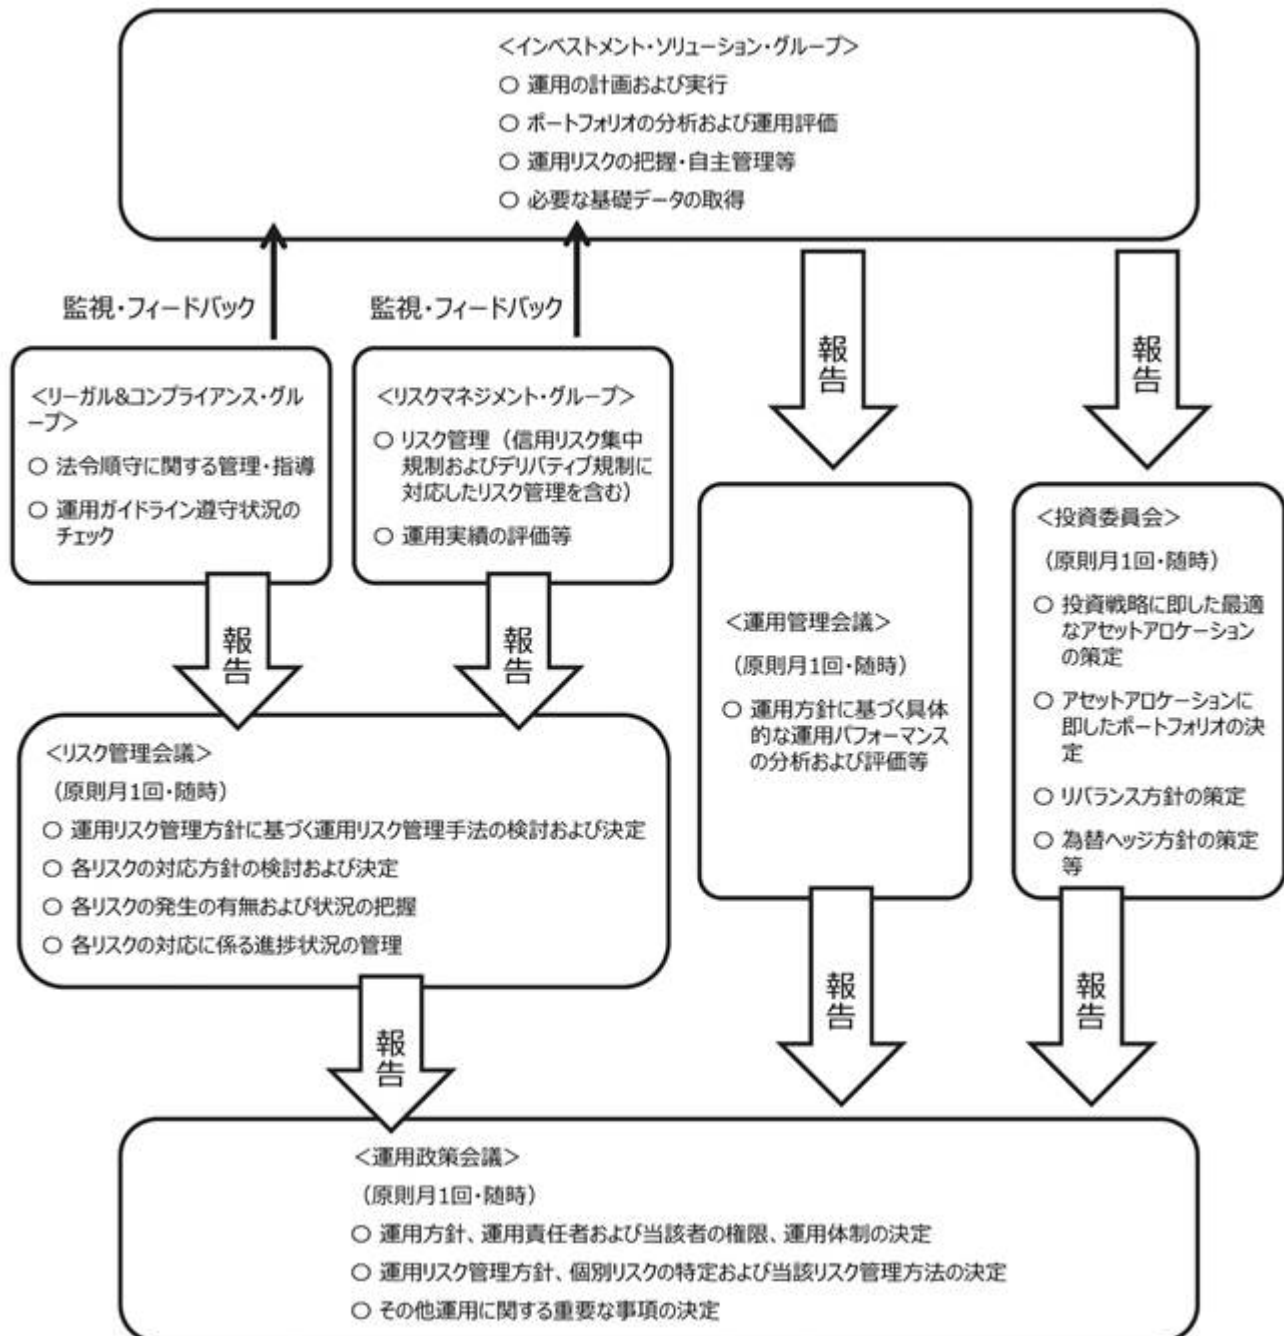 ＜インベストメント・ソリューション・グループ＞
○ 運用の計画および実行
○ ポートフォリオの分析および運用評価
○ 運用リスクの把握・自主管理等
○ 必要な基礎データの取得
監視・フィードバック
監視・フィードバック
報告
報告
＜リーガル&コンプライアンス・グル
ープ＞
○ 法令順守に関する管理・指導
○ 運用ガイドライン遵守状況の
チェック
＜リスクマネジメント・グループ＞
○ リスク管理（信用リスク集中
規制およびデリバティブ規制に
対応したリスク管理を含む）
○ 運用実績の評価等
報告
報告
＜運用管理会議＞
（原則月1回・随時）
○ 運用方針に基づく具体
的な運用パフォーマンス
の分析および評価等
＜投資委員会＞
（原則月1回・随時）
○ 投資戦略に即した最適
なアセットアロケーション
の策定
○ アセットアロケーションに
即したポートフォリオの決
定
○ リバランス方針の策定
○ 為替ヘッジ方針の策定
等
＜リスク管理会議＞
（原則月1回・随時）
○ 運用リスク管理方針に基づく運用リスク管理手法の検討および決定
○ 各リスクの対応方針の検討および決定
○ 各リスクの発生の有無および状況の把握
○ 各リスクの対応に係る進捗状況の管理
報告
報告
報告
＜運用政策会議＞
（原則月1回・随時）
○ 運用方針、運用責任者および当該者の権限、運用体制の決定
○ 運用リスク管理方針、個別リスクの特定および当該リスク管理方法の決定
○ その他運用に関する重要な事項の決定